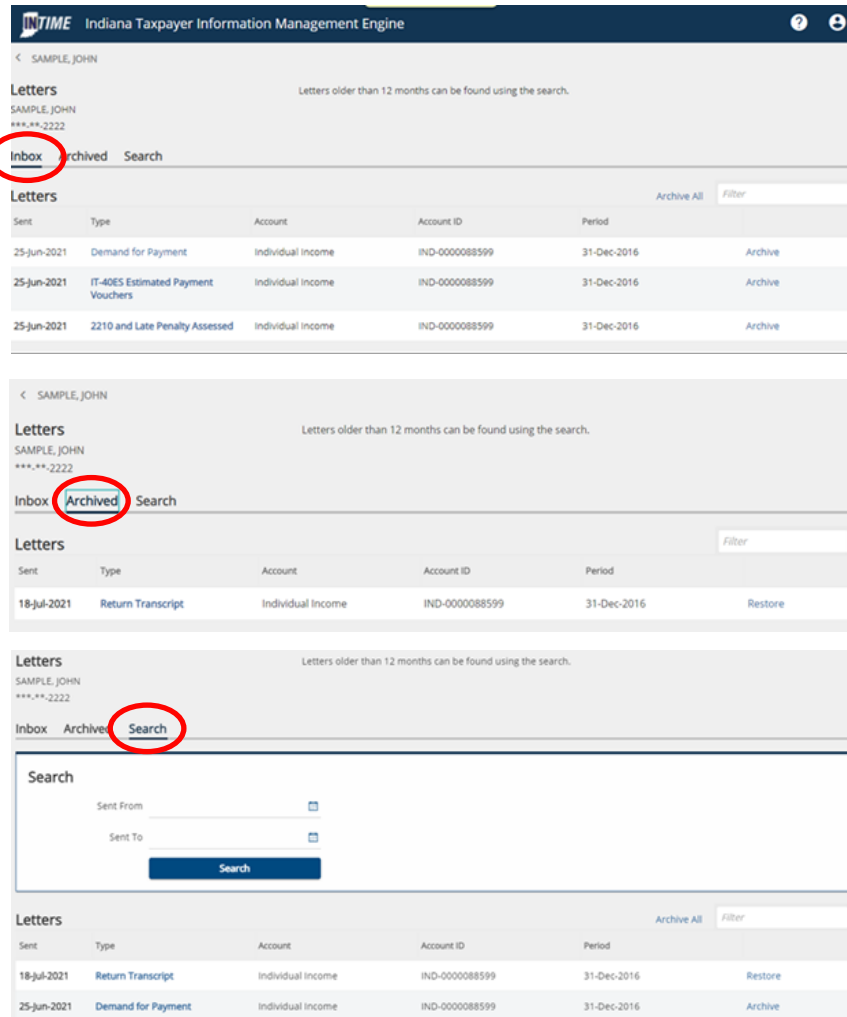 INTIME Indiana Taxpayer Information Management Engine ?
< SAMPLE, JOHN
Letters Letters older than 12 months can be found using the search.
SAMPLE, JOHN
***-**-2222
Inbox Archived Search
Letters Archive All Filter
Sent Type Account Account ID Period
25-Jun-2021 Demand for Payment Individual Income IND-0000088599 31-Dec-2016 Archive
25-Jun-2021 IT-40ES Estimated Payment Individual Income IND-0000088599 31-Dec-2016 Archive
Vouchers
25-Jun-2021 2210 and Late Penalty Assessed Individual Income IND-0000088599 31-Dec-2016 Archive
< SAMPLE, JOHN
Letters Letters older than 12 months can be found using the search.
SAMPLE, JOHN
***-**-2222
Inbox Archived Search
Letters Filter
Sent Type Account Account ID Period
18-Jul-2021 Return Transcript Individual Income IND-0000088599 31-Dec-2016 Restore
Letters Letters older than 12 months can be found using the search.
SAMPLE, JOHN
***-**-2222
Inbox Archived Search
Search
Sent From
Sent To
Search
Letters Archive All Filter
Sent Type Account Account ID Period
18-Jul-2021 Return Transcript Individual Income IND-0000088599 31-Dec-2016 Restore
25-Jun-2021 Demand for Payment Individual Income IND-0000088599 31-Dec-2016 Archive